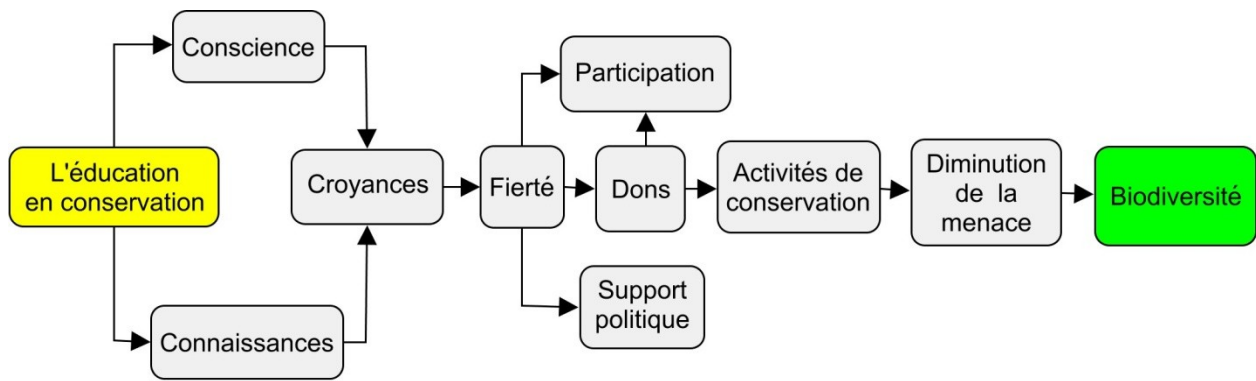 Conscience
Participation
L'éducation
en conservation
Croyances
Fierté
Dons
Activités de
conservation
Diminution
de la
menace
Biodiversité
Support
politique
Connaissances